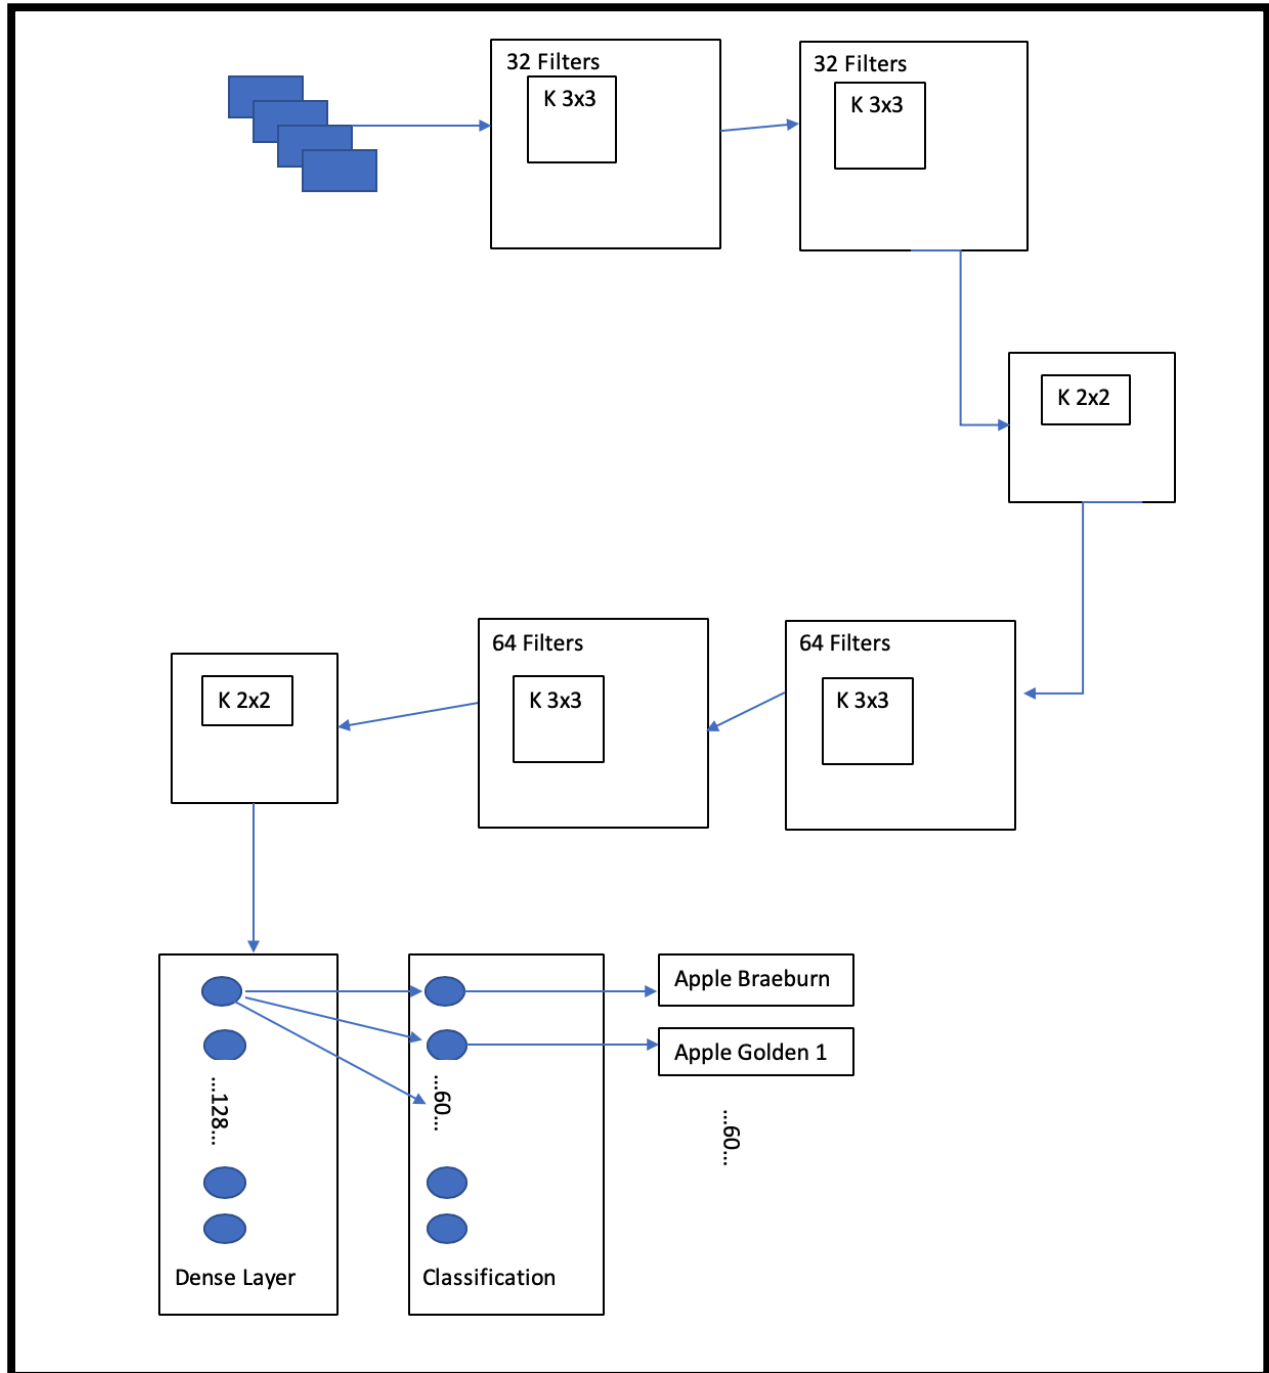 32 Filters
K 3x3
32 Filters
K 3x3
K 2x2
64 Filters
K 3x3
64 Filters
K 3x3
K 2x2
...128...
Dense Layer
...60...
Classification
Apple Braeburn
Apple Golden 1
...60...